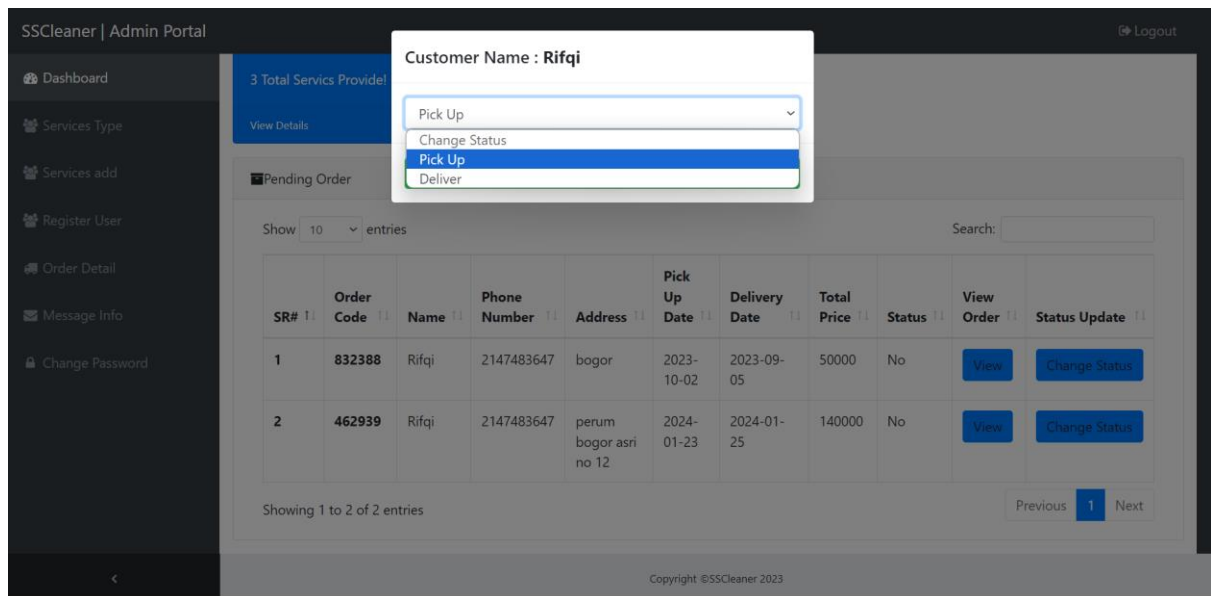 SSCleaner | Admin Portal
Logout
Customer Name : Rifqi
Pick Up
Change Status
Pick Up
Deliver
Dashboard
Services Type
Services add
Register User
Order Detail
Message Info
Change Password
3 Total Servics Provide!
View Details
Pending Order
Show 10 entries
Search:
SR# Order Code Name Phone Number Address Pick Up Date Delivery Date Total Price Status View Order Status Update
1 832388 Rifqi 2147483647 bogor 2023-10-02 2023-09-05 50000 No View Change Status
2 462939 Rifqi 2147483647 perum bogor asri no 12 2024-01-23 2024-01-25 140000 No View Change Status
Showing 1 to 2 of 2 entries
Previous 1 Next
Copyright ©SSCleaner 2023